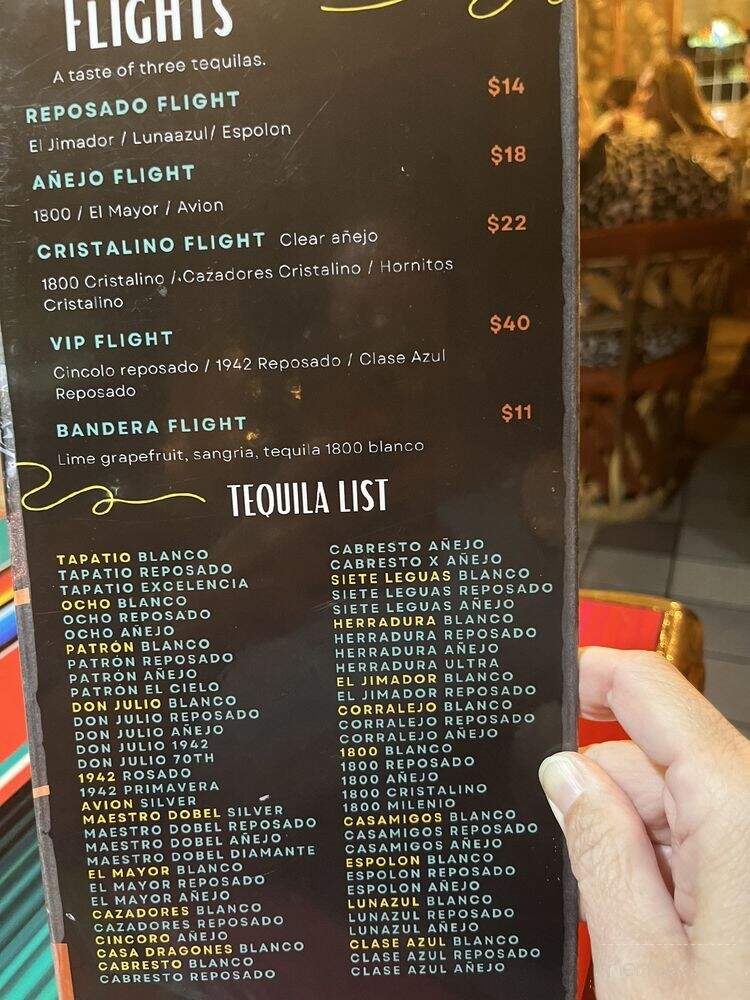 FLIGHTS
A taste of three tequilas.
REPOSADO FLIGHT $14
El Jimador / Lunaazul/ Espolon
AÑEJO FLIGHT $18
1800 / El Mayor / Avion
CRISTALINO FLIGHT Clear añejo $22
1800 Cristalino / Cazadores Cristalino / Hornitos
Cristalino
VIP FLIGHT $40
Cincolo reposado / 1942 Reposado / Clase Azul
Reposado
BANDERA FLIGHT $11
Lime grapefruit, sangria, tequila 1800 blanco
TEQUILA LIST
TAPATIO BLANCO
TAPATIO REPOSADO
TAPATIO EXCELENCIA
OCHO BLANCO
OCHO REPOSADO
OCHO AÑEJO
PATRÓN BLANCO
PATRÓN REPOSADO
PATRÓN AÑEJO
PATRÓN EL CIELO
DON JULIO BLANCO
DON JULIO REPOSADO
DON JULIO AÑEJO
DON JULIO 1942
DON JULIO 70TH
1942 ROSADO
1942 PRIMAVERA
AVION SILVER
MAESTRO DOBEL SILVER
MAESTRO DOBEL REPOSADO
MAESTRO DOBEL AÑEJO
MAESTRO DOBEL DIAMANTE
EL MAYOR BLANCO
EL MAYOR REPOSADO
EL MAYOR AÑEJO
CAZADORES BLANCO
CAZADORES REPOSADO
CINCORO AÑEJO
CASA DRAGONES BLANCO
CABRESTO BLANCO
CABRESTO REPOSADO
CABRESTO AÑEJO
CABRESTO X AÑEJO
SIETE LEGUAS BLANCO
SIETE LEGUAS REPOSADO
SIETE LEGUAS AÑEJO
HERRADURA BLANCO
HERRADURA REPOSADO
HERRADURA AÑEJO
HERRADURA ULTRA
EL JIMADOR BLANCO
EL JIMADOR REPOSADO
CORRALEJO BLANCO
CORRALEJO REPOSADO
CORRALEJO AÑEJO
1800 BLANCO
1800 REPOSADO
1800 AÑEJO
1800 CRISTALINO
1800 MILENIO
CASAMIGOS BLANCO
CASAMIGOS REPOSADO
CASAMIGOS AÑEJO
ESPOLON BLANCO
ESPOLON REPOSADO
ESPOLON AÑEJO
LUNAZUL BLANCO
LUNAZUL REPOSADO
LUNAZUL AÑEJO
CLASE AZUL BLANCO
CLASE AZUL REPOSADO
CLASE AZUL AÑEJO